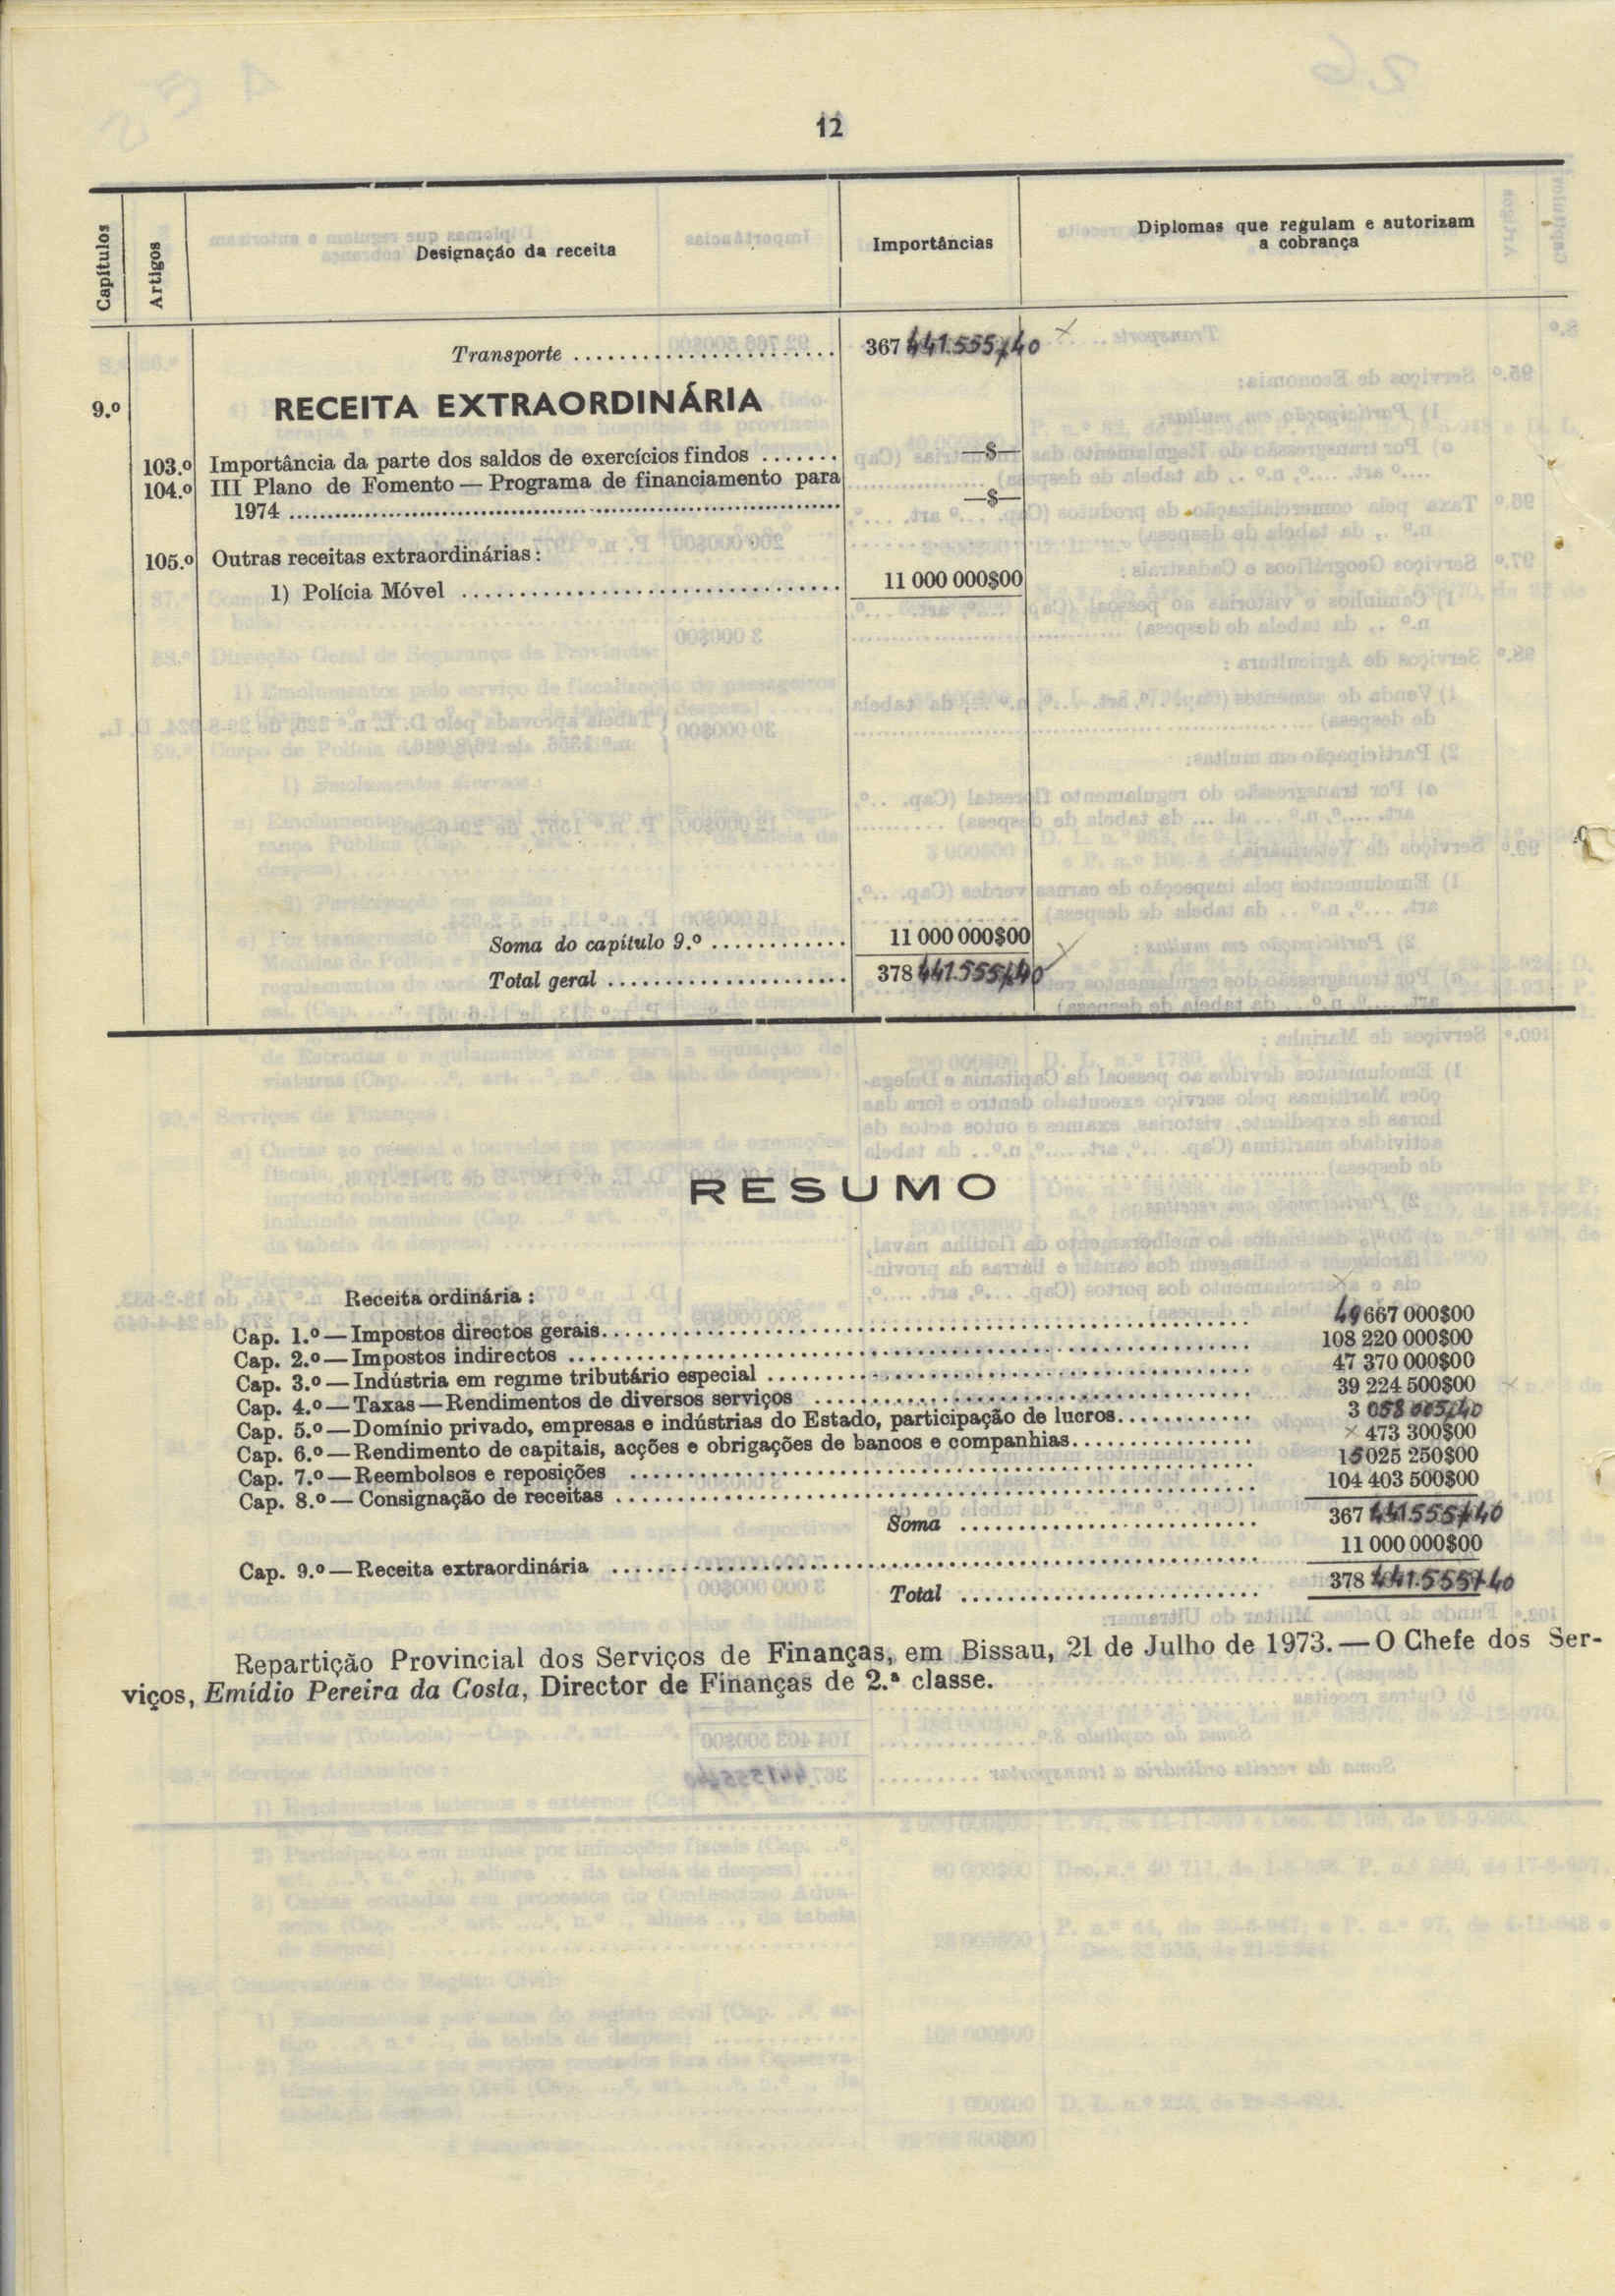 12
Capítulos
Artigos
Designação da receita
Importâncias
Diplomas que regulam e autorizam
a cobrança
Transporte ........................ 367 441.555$40
9.º RECEITA EXTRAORDINÁRIA
103.º Importância da parte dos saldos de exercícios findos ....... —$—
104.º III Plano de Fomento — Programa de financiamento para
1974 ........................................................ —$—
105.º Outras receitas extraordinárias:
1) Polícia Móvel ................................. 11 000 000$00
Soma do capítulo 9.º ............ 11 000 000$00
Total geral ..................... 378 441.555$40
RESUMO
Receita ordinária:
Cap. 1.º — Impostos directos gerais........................................................ 49 667 000$00
Cap. 2.º — Impostos indirectos ........................................................ 108 220 000$00
Cap. 3.º — Indústria em regime tributário especial ........................................ 47 370 000$00
Cap. 4.º — Taxas — Rendimentos de diversos serviços ...................................... 39 224 500$00
Cap. 5.º — Domínio privado, empresas e indústrias do Estado, participação de lucros............ 3 058 005$40
Cap. 6.º — Rendimento de capitais, acções e obrigações de bancos e companhias................ 473 300$00
Cap. 7.º — Reembolsos e reposições ...................................................... 15 025 250$00
Cap. 8.º — Consignação de receitas ........................................................ 104 403 500$00
Soma .......................... 367 441.555$40
Cap. 9.º — Receita extraordinária ........................................................ 11 000 000$00
Total .......................... 378 441.555$40
Repartição Provincial dos Serviços de Finanças, em Bissau, 21 de Julho de 1973. — O Chefe dos Ser-
viços, Emídio Pereira da Costa, Director de Finanças de 2.ª classe.